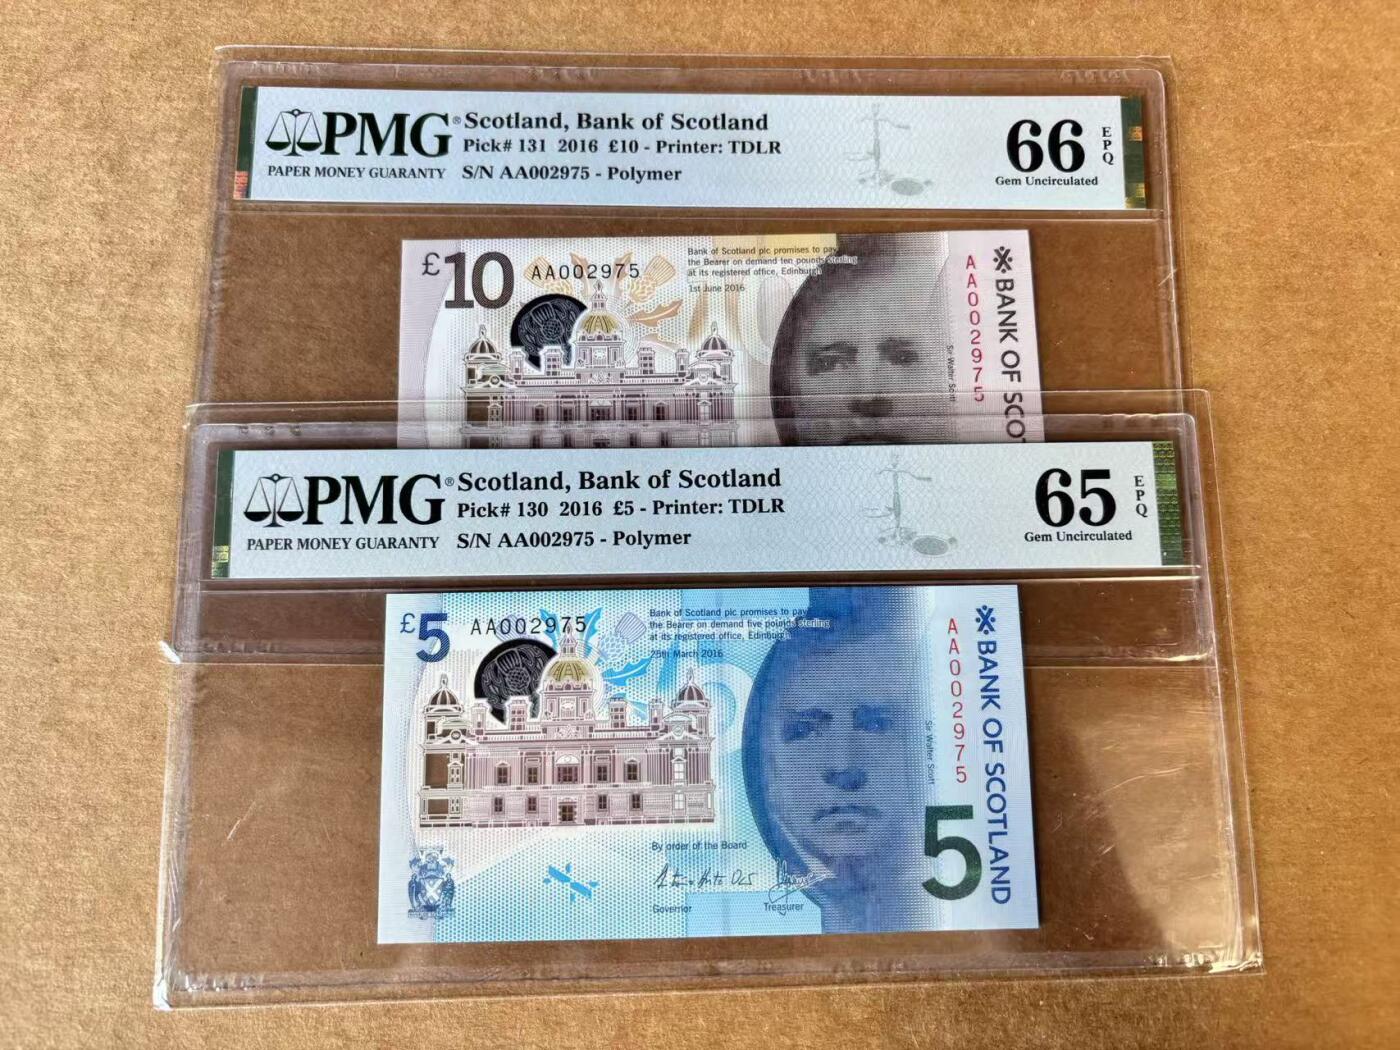 PMG®
PAPER MONEY GUARANTY
Scotland, Bank of Scotland
Pick# 131 2016 £10 - Printer: TDLR
S/N AA002975 - Polymer
66
EPQ
Gem Uncirculated
£10
AA002975
Bank of Scotland plc promises to pay
the Bearer on demand ten pounds sterling
at its registered office, Edinburgh
1st June 2016
Sir Walter Scott
AA002975
BANK OF SCOT
PMG®
PAPER MONEY GUARANTY
Scotland, Bank of Scotland
Pick# 130 2016 £5 - Printer: TDLR
S/N AA002975 - Polymer
65
EPQ
Gem Uncirculated
£5
AA002975
Bank of Scotland plc promises to pay
the Bearer on demand five pounds sterling
at its registered office, Edinburgh
25th March 2016
Sir Walter Scott
AA002975
BANK OF SCOTLAND
By order of the Board
Governor
Treasurer
5